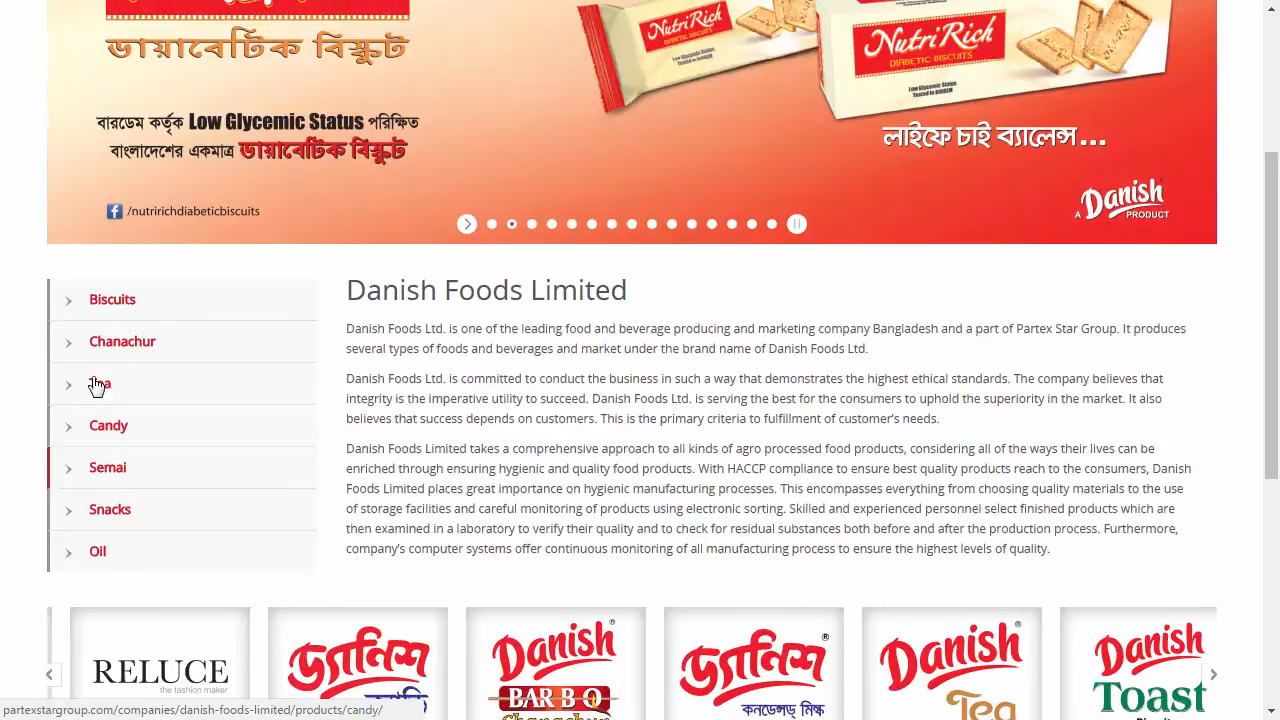 ডায়াবেটিক বিস্কুট
বারডেম কর্তৃক Low Glycemic Status পরিক্ষিত
বাংলাদেশের একমাত্র ডায়াবেটিক বিস্কুট
/nutririchdiabeticbiscuits
NutriRich
Low Glycemic Status
Tested in BIRDEM
NutriRich
DIABETIC BISCUITS
Low Glycemic Status
Tested in BIRDEM
লাইফে চাই ব্যালেন্স...
Danish
A PRODUCT
Biscuits
Chanachur
Candy
Semai
Snacks
Oil
Danish Foods Limited
Danish Foods Ltd. is one of the leading food and beverage producing and marketing company Bangladesh and a part of Partex Star Group. It produces
several types of foods and beverages and market under the brand name of Danish Foods Ltd.
Danish Foods Ltd. is committed to conduct the business in such a way that demonstrates the highest ethical standards. The company believes that
integrity is the imperative utility to succeed. Danish Foods Ltd. is serving the best for the consumers to uphold the superiority in the market. It also
believes that success depends on customers. This is the primary criteria to fulfillment of customer's needs.
Danish Foods Limited takes a comprehensive approach to all kinds of agro processed food products, considering all of the ways their lives can be
enriched through ensuring hygienic and quality food products. With HACCP compliance to ensure best quality products reach to the consumers, Danish
Foods Limited places great importance on hygienic manufacturing processes. This encompasses everything from choosing quality materials to the use
of storage facilities and careful monitoring of products using electronic sorting. Skilled and experienced personnel select finished products which are
then examined in a laboratory to verify their quality and to check for residual substances both before and after the production process. Furthermore,
company's computer systems offer continuous monitoring of all manufacturing process to ensure the highest levels of quality.
RELUCE
the fashion maker
ড্যানিশ
Danish
BAR B Q
Chanachur
ড্যানিশ
কনডেন্সড্ মিল্ক
Danish
Tea
Danish
Toast
partexstargroup.com/companies/danish-foods-limited/products/candy/